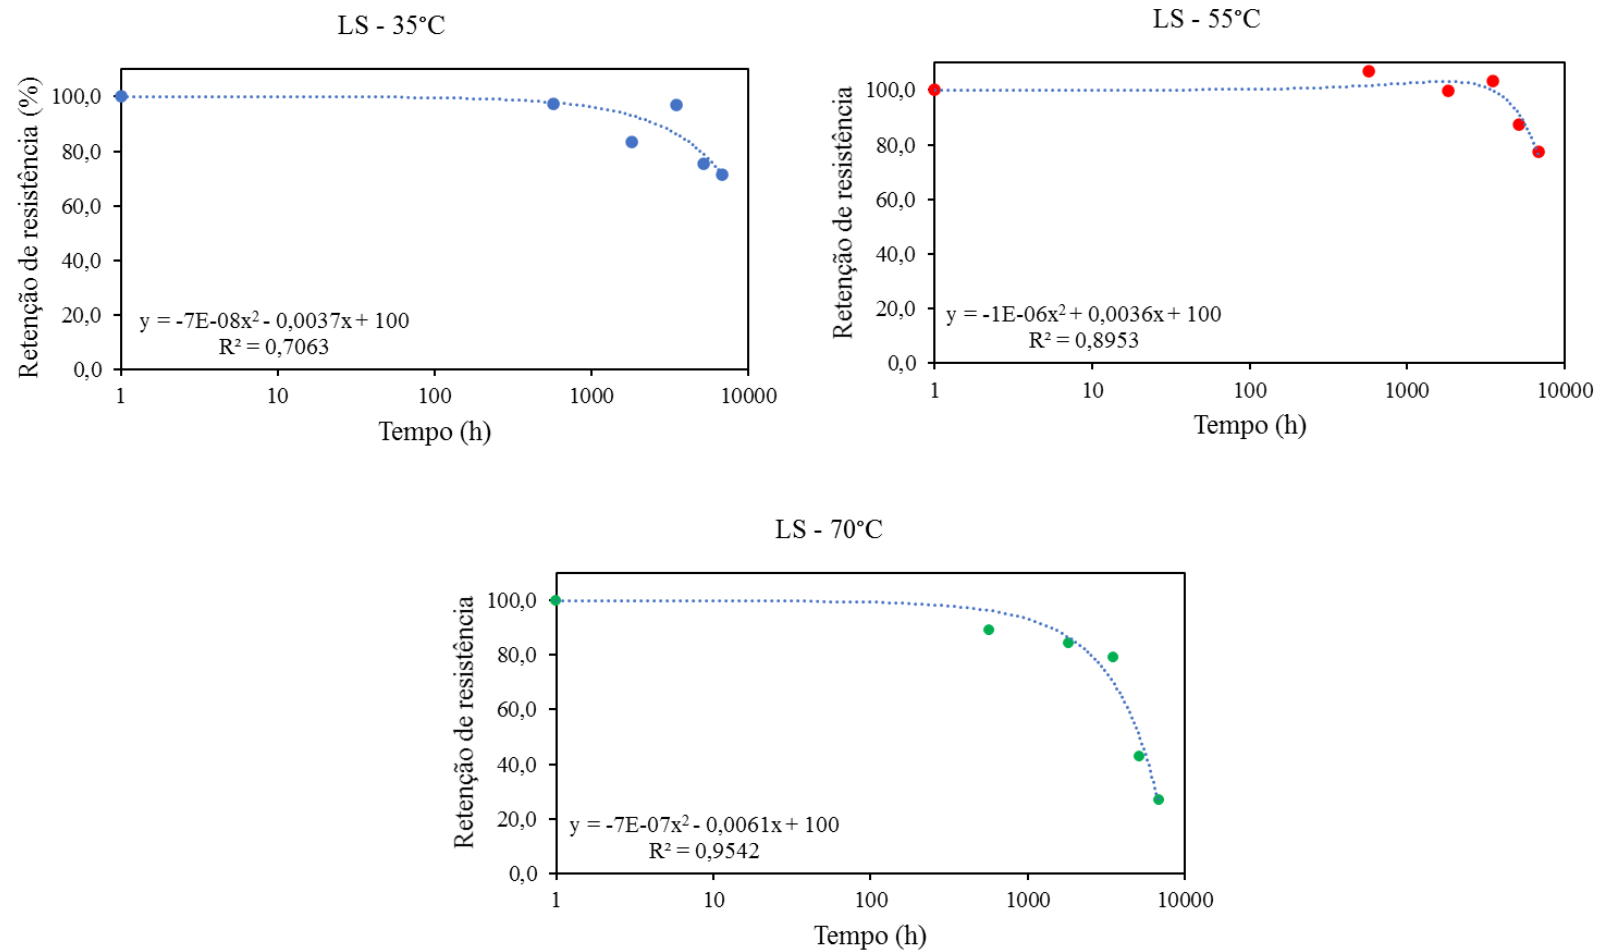 LS - 35°C
Retenção de resistência (%)
100,0
80,0
60,0
40,0
20,0
0,0
y = -7E-08x² - 0,0037x + 100
R² = 0,7063
1 10 100 1000 10000
Tempo (h)
LS - 55°C
Retenção de resistência
100,0
80,0
60,0
40,0
20,0
0,0
y = -1E-06x² + 0,0036x + 100
R² = 0,8953
1 10 100 1000 10000
Tempo (h)
LS - 70°C
Retenção de resistência
100,0
80,0
60,0
40,0
20,0
0,0
y = -7E-07x² - 0,0061x + 100
R² = 0,9542
1 10 100 1000 10000
Tempo (h)